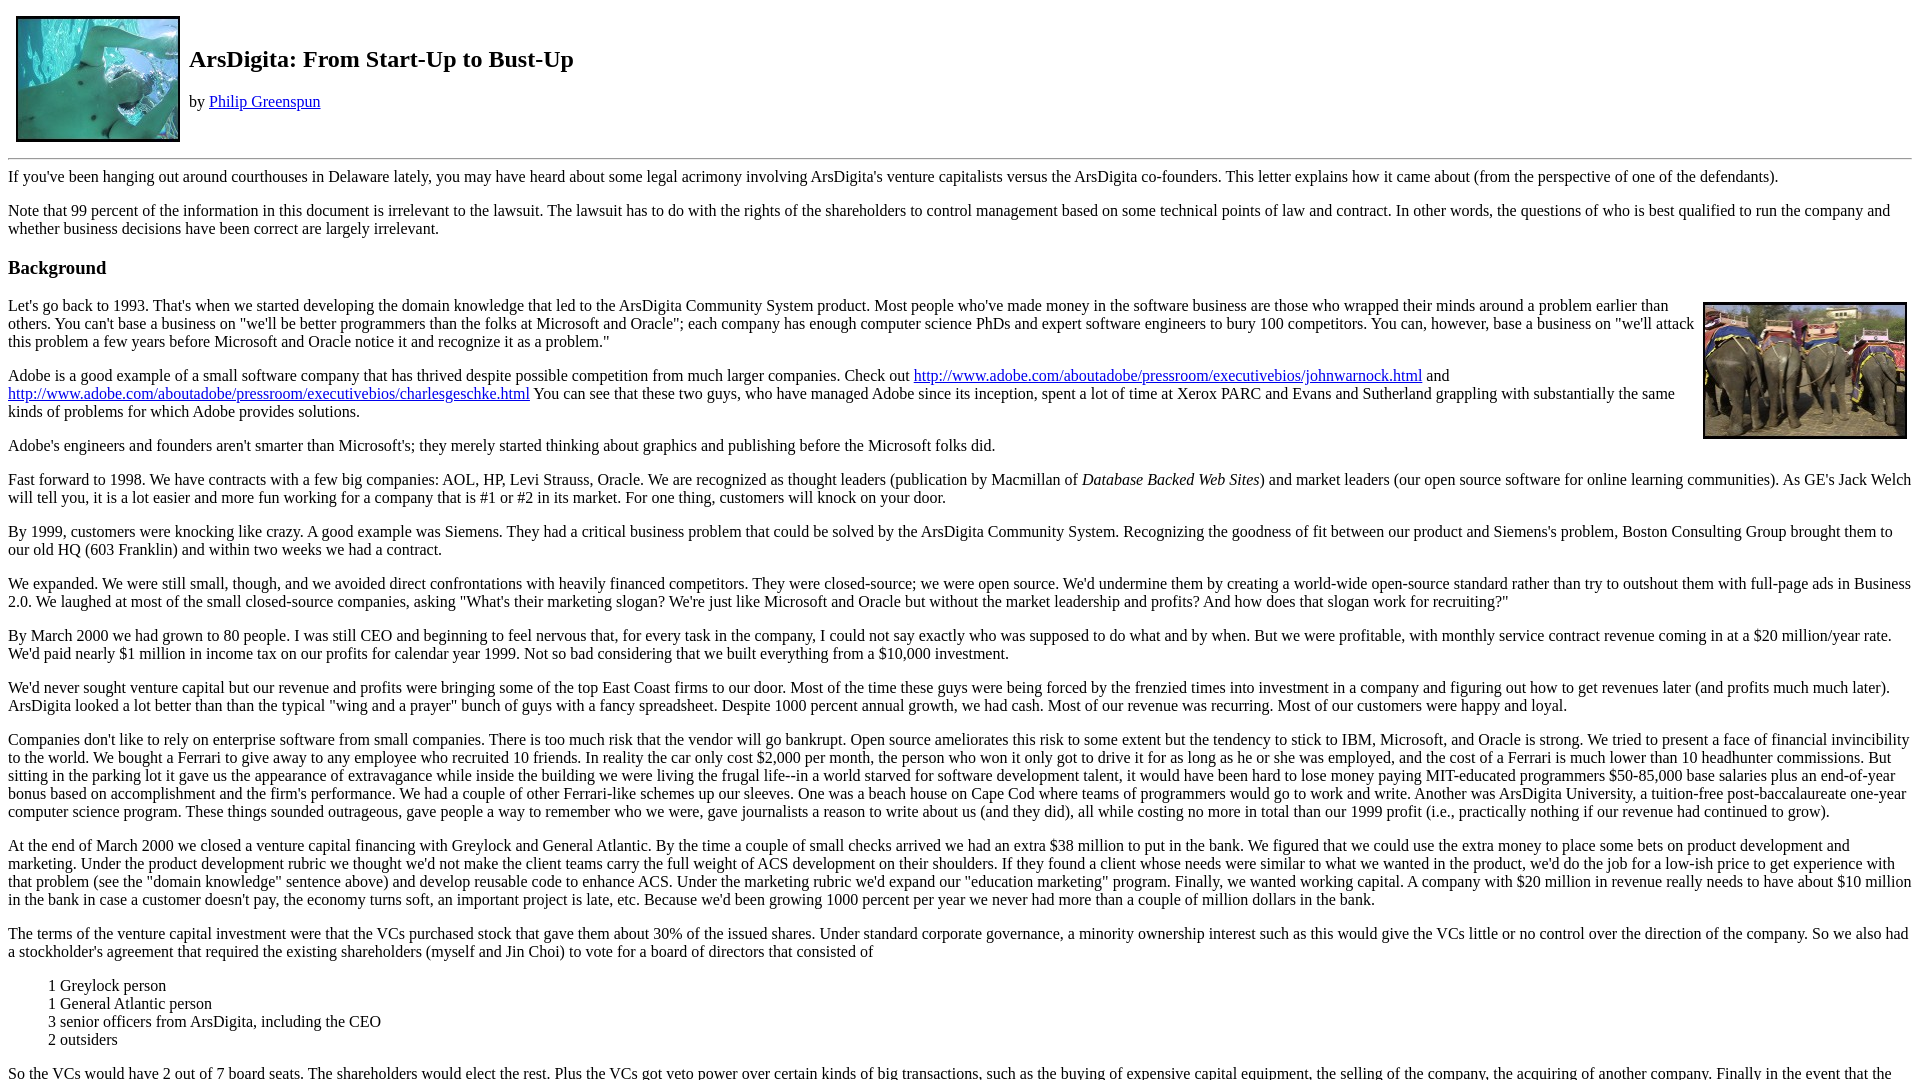 ArsDigita: From Start-Up to Bust-Up
by Philip Greenspun
If you've been hanging out around courthouses in Delaware lately, you may have heard about some legal acrimony involving ArsDigita's venture capitalists versus the ArsDigita co-founders. This letter explains how it came about (from the perspective of one of the defendants).
Note that 99 percent of the information in this document is irrelevant to the lawsuit. The lawsuit has to do with the rights of the shareholders to control management based on some technical points of law and contract. In other words, the questions of who is best qualified to run the company and
whether business decisions have been correct are largely irrelevant.
Background
Let's go back to 1993. That's when we started developing the domain knowledge that led to the ArsDigita Community System product. Most people who've made money in the software business are those who wrapped their minds around a problem earlier than
others. You can't base a business on "we'll be better programmers than the folks at Microsoft and Oracle"; each company has enough computer science PhDs and expert software engineers to bury 100 competitors. You can, however, base a business on "we'll attack
this problem a few years before Microsoft and Oracle notice it and recognize it as a problem."
Adobe is a good example of a small software company that has thrived despite possible competition from much larger companies. Check out http://www.adobe.com/aboutadobe/pressroom/executivebios/johnwarnock.html and
http://www.adobe.com/aboutadobe/pressroom/executivebios/charlesgeschke.html You can see that these two guys, who have managed Adobe since its inception, spent a lot of time at Xerox PARC and Evans and Sutherland grappling with substantially the same
kinds of problems for which Adobe provides solutions.
Adobe's engineers and founders aren't smarter than Microsoft's; they merely started thinking about graphics and publishing before the Microsoft folks did.
Fast forward to 1998. We have contracts with a few big companies: AOL, HP, Levi Strauss, Oracle. We are recognized as thought leaders (publication by Macmillan of Database Backed Web Sites) and market leaders (our open source software for online learning communities). As GE's Jack Welch
will tell you, it is a lot easier and more fun working for a company that is #1 or #2 in its market. For one thing, customers will knock on your door.
By 1999, customers were knocking like crazy. A good example was Siemens. They had a critical business problem that could be solved by the ArsDigita Community System. Recognizing the goodness of fit between our product and Siemens's problem, Boston Consulting Group brought them to
our old HQ (603 Franklin) and within two weeks we had a contract.
We expanded. We were still small, though, and we avoided direct confrontations with heavily financed competitors. They were closed-source; we were open source. We'd undermine them by creating a world-wide open-source standard rather than try to outshout them with full-page ads in Business
2.0. We laughed at most of the small closed-source companies, asking "What's their marketing slogan? We're just like Microsoft and Oracle but without the market leadership and profits? And how does that slogan work for recruiting?"
By March 2000 we had grown to 80 people. I was still CEO and beginning to feel nervous that, for every task in the company, I could not say exactly who was supposed to do what and by when. But we were profitable, with monthly service contract revenue coming in at a $20 million/year rate.
We'd paid nearly $1 million in income tax on our profits for calendar year 1999. Not so bad considering that we built everything from a $10,000 investment.
We'd never sought venture capital but our revenue and profits were bringing some of the top East Coast firms to our door. Most of the time these guys were being forced by the frenzied times into investment in a company and figuring out how to get revenues later (and profits much much later).
ArsDigita looked a lot better than than the typical "wing and a prayer" bunch of guys with a fancy spreadsheet. Despite 1000 percent annual growth, we had cash. Most of our revenue was recurring. Most of our customers were happy and loyal.
Companies don't like to rely on enterprise software from small companies. There is too much risk that the vendor will go bankrupt. Open source ameliorates this risk to some extent but the tendency to stick to IBM, Microsoft, and Oracle is strong. We tried to present a face of financial invincibility
to the world. We bought a Ferrari to give away to any employee who recruited 10 friends. In reality the car only cost $2,000 per month, the person who won it only got to drive it for as long as he or she was employed, and the cost of a Ferrari is much lower than 10 headhunter commissions. But
sitting in the parking lot it gave us the appearance of extravagance while inside the building we were living the frugal life--in a world starved for software development talent, it would have been hard to lose money paying MIT-educated programmers $50-85,000 base salaries plus an end-of-year
bonus based on accomplishment and the firm's performance. We had a couple of other Ferrari-like schemes up our sleeves. One was a beach house on Cape Cod where teams of programmers would go to work and write. Another was ArsDigita University, a tuition-free post-baccalaureate one-year
computer science program. These things sounded outrageous, gave people a way to remember who we were, gave journalists a reason to write about us (and they did), all while costing no more in total than our 1999 profit (i.e., practically nothing if our revenue had continued to grow).
At the end of March 2000 we closed a venture capital financing with Greylock and General Atlantic. By the time a couple of small checks arrived we had an extra $38 million to put in the bank. We figured that we could use the extra money to place some bets on product development and
marketing. Under the product development rubric we thought we'd not make the client teams carry the full weight of ACS development on their shoulders. If they found a client whose needs were similar to what we wanted in the product, we'd do the job for a low-ish price to get experience with
that problem (see the "domain knowledge" sentence above) and develop reusable code to enhance ACS. Under the marketing rubric we'd expand our "education marketing" program. Finally, we wanted working capital. A company with $20 million in revenue really needs to have about $10 million
in the bank in case a customer doesn't pay, the economy turns soft, an important project is late, etc. Because we'd been growing 1000 percent per year we never had more than a couple of million dollars in the bank.
The terms of the venture capital investment were that the VCs purchased stock that gave them about 30% of the issued shares. Under standard corporate governance, a minority ownership interest such as this would give the VCs little or no control over the direction of the company. So we also had
a stockholder's agreement that required the existing shareholders (myself and Jin Choi) to vote for a board of directors that consisted of
1 Greylock person
1 General Atlantic person
3 senior officers from ArsDigita, including the CEO
2 outsiders
So the VCs would have 2 out of 7 board seats. The shareholders would elect the rest. Plus the VCs got veto power over certain kinds of big transactions, such as the buying of expensive capital equipment, the selling of the company, the acquiring of another company. Finally in the event that the